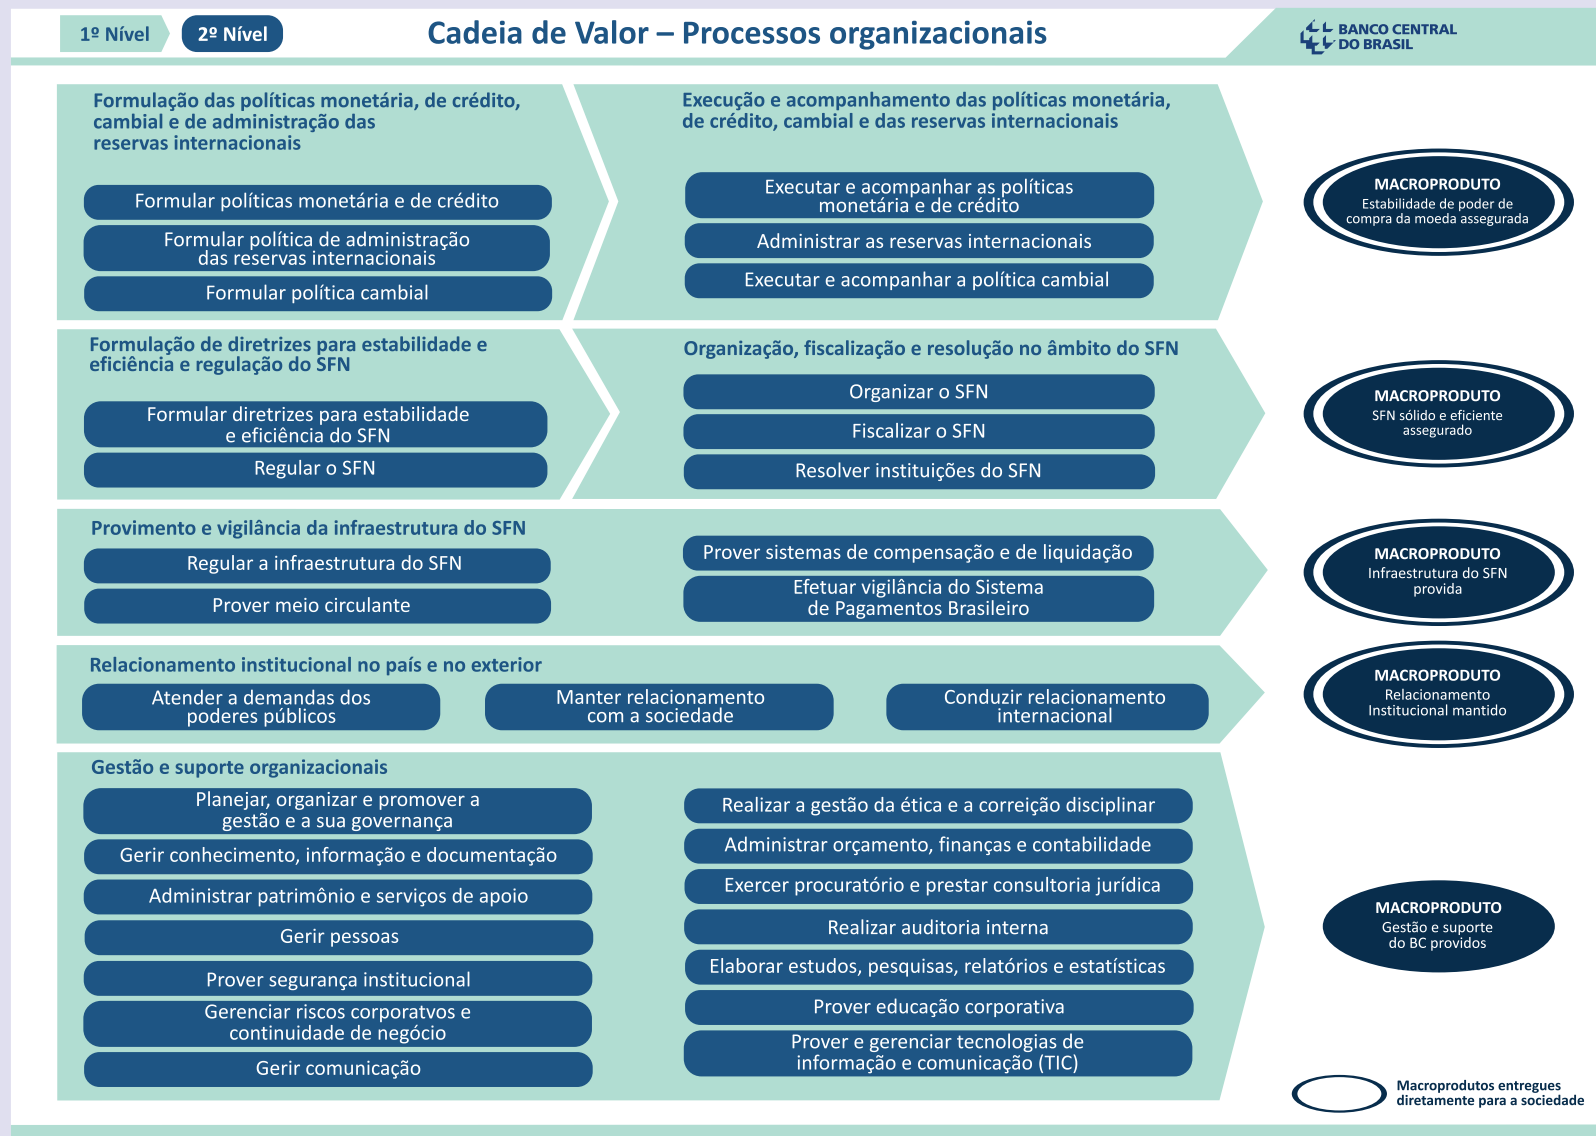 1º Nível
2º Nível
Cadeia de Valor – Processos organizacionais
BANCO CENTRAL
DO BRASIL
Formulação das políticas monetária, de crédito,
cambial e de administração das
reservas internacionais
Formular políticas monetária e de crédito
Formular política de administração
das reservas internacionais
Formular política cambial
Execução e acompanhamento das políticas monetária,
de crédito, cambial e das reservas internacionais
Executar e acompanhar as políticas
monetária e de crédito
Administrar as reservas internacionais
Executar e acompanhar a política cambial
MACROPRODUTO
Estabilidade de poder de
compra da moeda assegurada
Formulação de diretrizes para estabilidade e
eficiência e regulação do SFN
Formular diretrizes para estabilidade
e eficiência do SFN
Regular o SFN
Organização, fiscalização e resolução no âmbito do SFN
Organizar o SFN
Fiscalizar o SFN
Resolver instituições do SFN
MACROPRODUTO
SFN sólido e eficiente
assegurado
Provimento e vigilância da infraestrutura do SFN
Regular a infraestrutura do SFN
Prover meio circulante
Prover sistemas de compensação e de liquidação
Efetuar vigilância do Sistema
de Pagamentos Brasileiro
MACROPRODUTO
Infraestrutura do SFN
provida
Relacionamento institucional no país e no exterior
Atender a demandas dos
poderes públicos
Manter relacionamento
com a sociedade
Conduzir relacionamento
internacional
MACROPRODUTO
Relacionamento
Institucional mantido
Gestão e suporte organizacionais
Planejar, organizar e promover a
gestão e a sua governança
Gerir conhecimento, informação e documentação
Administrar patrimônio e serviços de apoio
Gerir pessoas
Prover segurança institucional
Gerenciar riscos corporatvos e
continuidade de negócio
Gerir comunicação
Realizar a gestão da ética e a correição disciplinar
Administrar orçamento, finanças e contabilidade
Exercer procuratório e prestar consultoria jurídica
Realizar auditoria interna
Elaborar estudos, pesquisas, relatórios e estatísticas
Prover educação corporativa
Prover e gerenciar tecnologias de
informação e comunicação (TIC)
MACROPRODUTO
Gestão e suporte
do BC providos
Macroprodutos entregues
diretamente para a sociedade